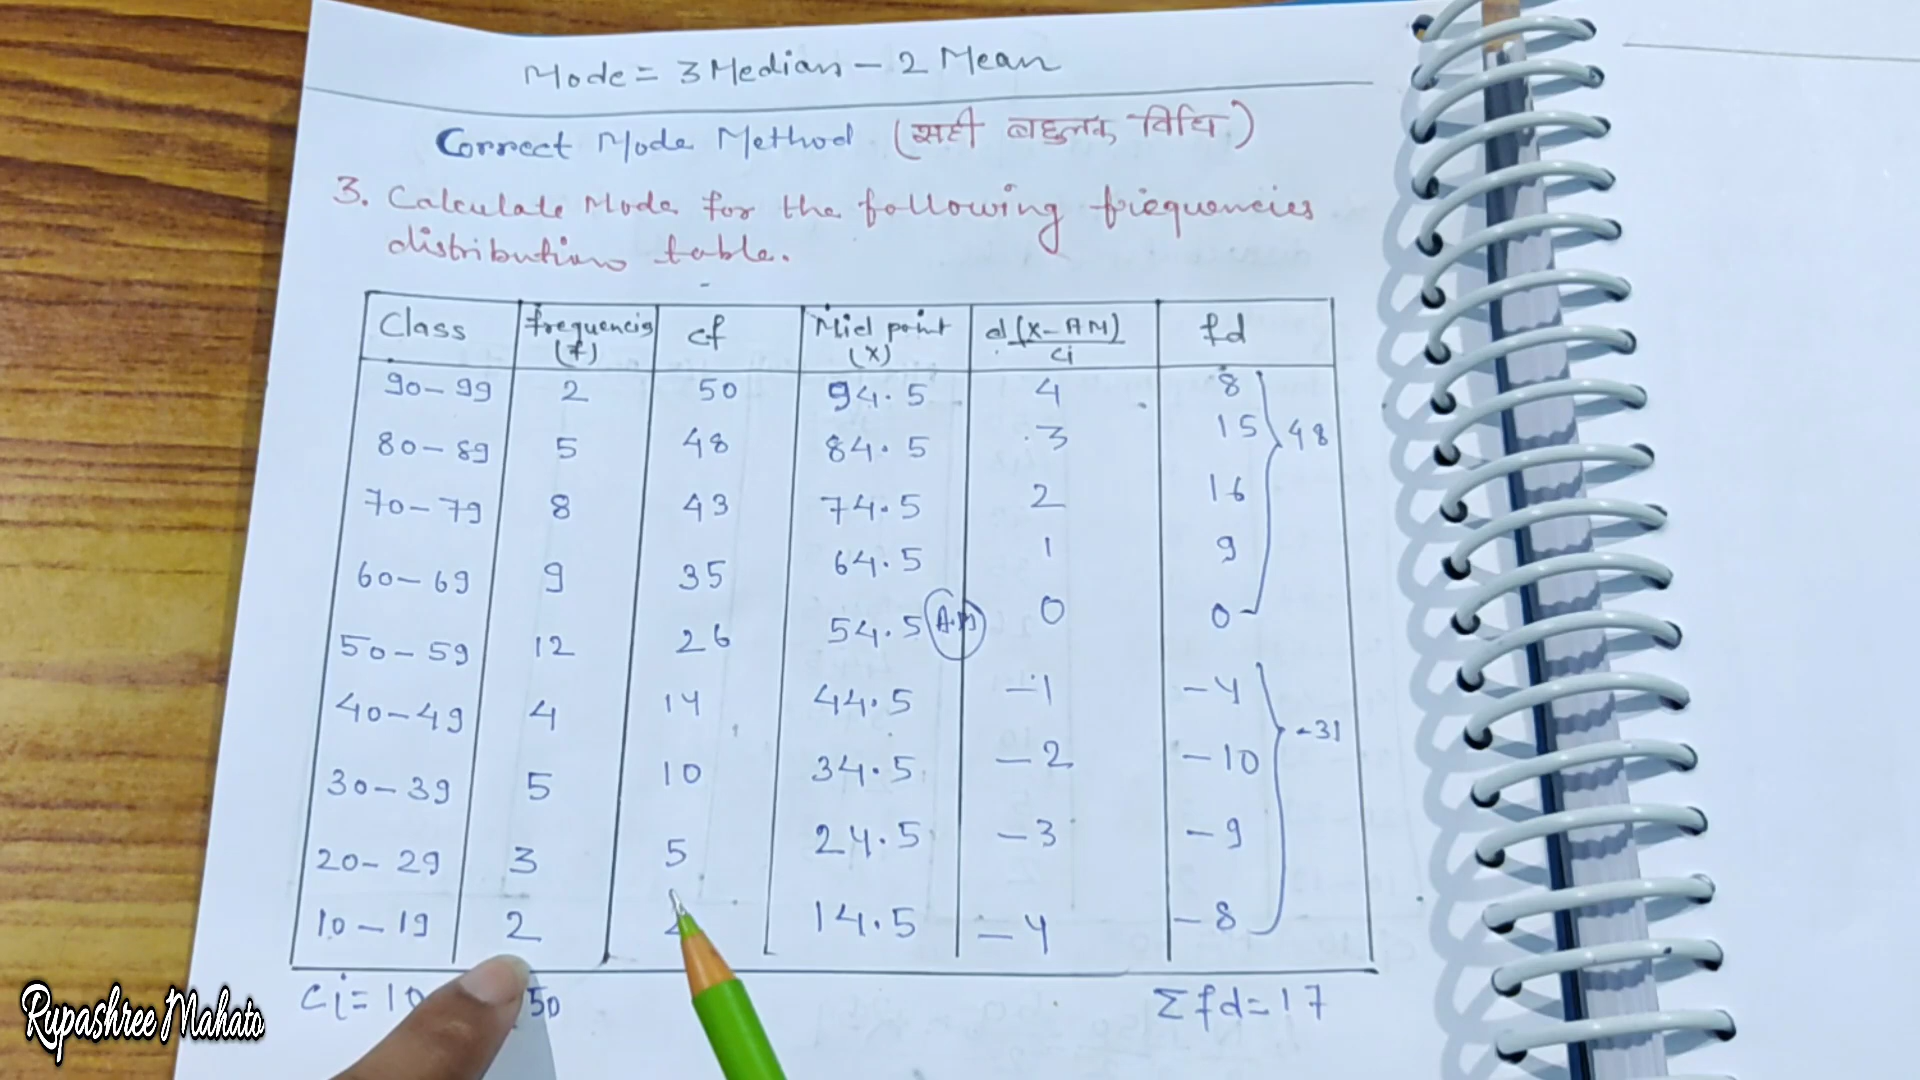 Mode = 3 Median - 2 Mean
Correct Mode Method (सही बहुलक विधि)
3. Calculate Mode for the following frequencies
distribution table.
Class frequencis (f) cf Mid point (x) d(x-AM)/ci fd
90-99 2 50 94.5 4 8
80-89 5 48 84.5 3 15 48
70-79 8 43 74.5 2 16
60-69 9 35 64.5 1 9
50-59 12 26 54.5 A.M 0 0
40-49 4 14 44.5 -1 -4
30-39 5 10 34.5 -2 -10 -31
20-29 3 5 24.5 -3 -9
10-19 2 14.5 -4 -8
Ci = 10 50 Σfd = 17
Rupashree Mahato